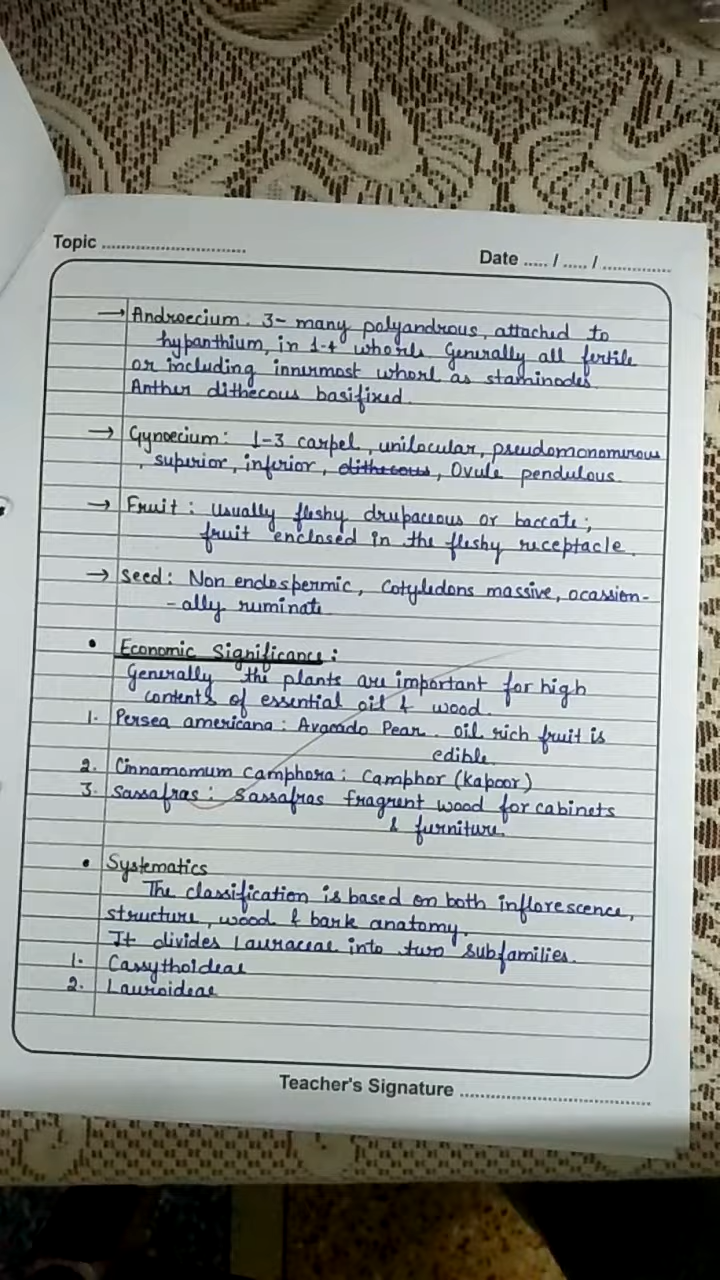 Topic ............................
Date ..... / ..... / ..............
→ Androecium: 3- many polyandrous, attached to
hypanthium, in 1-4 whorls Generally all fertile
or including innermost whorl as staminodes
Anther dithecous basifixed.
→ Gynoecium: 1-3 carpel, unilocular, pseudomonomirous
, superior, inferior, dithecous, Ovule pendulous.
→ Fruit: Usually fleshy drupaceous or baccate;
fruit enclosed in the fleshy receptacle.
→ Seed: Non endospermic, Cotyledons massive, ocassion-
-ally ruminate
• Economic Significance:
Generally the plants are important for high
contents of essential oil & wood.
1. Persea americana: Avacado Pear. oil rich fruit is
edible.
2. Cinnamomum camphora: Camphor (kapoor)
3. Sassafras: Sassafras fragrent wood for cabinets
& furniture.
• Systematics
The classification is based on both inflorescence,
structure, wood & bark anatomy.
It divides Lauraceae into two subfamilies.
1. Cassythoideae
2. Lauroideae
Teacher's Signature ......................................